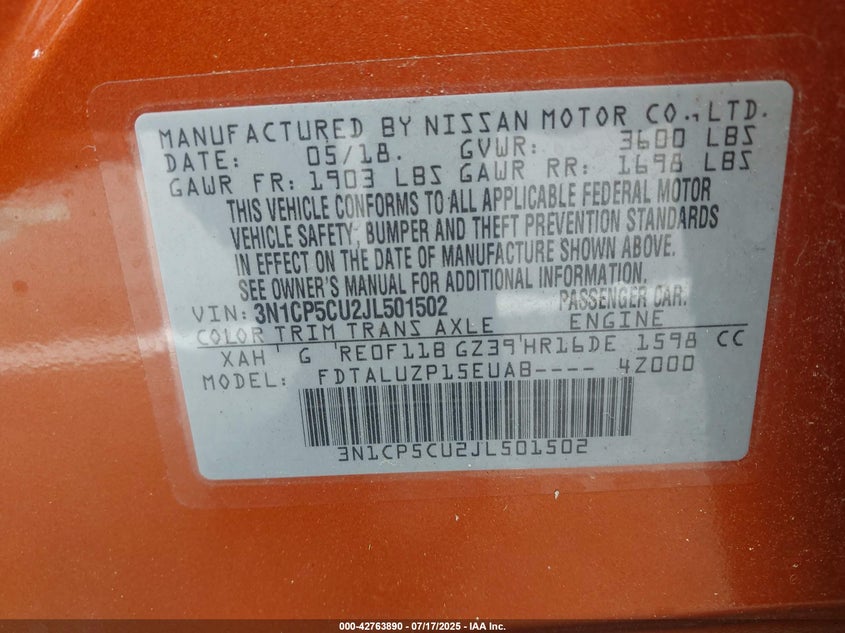 MANUFACTURED BY NISSAN MOTOR CO., LTD.
DATE: 05/18. GVWR: 3600 LBS
GAWR FR: 1903 LBS GAWR RR: 1698 LBS
THIS VEHICLE CONFORMS TO ALL APPLICABLE FEDERAL MOTOR
VEHICLE SAFETY, BUMPER AND THEFT PREVENTION STANDARDS
IN EFFECT ON THE DATE OF MANUFACTURE SHOWN ABOVE.
SEE OWNER'S MANUAL FOR ADDITIONAL INFORMATION.
VIN: 3N1CP5CU2JL501502 PASSENGER CAR.
COLOR TRIM TRANS AXLE ENGINE
XAH G RE0F11B GZ39 HR16DE 1598 CC
MODEL: FDTALUZP15EUAB---- 4Z000
3N1CP5CU2JL501502
000-42763890 - 07/17/2025 - IAA Inc.